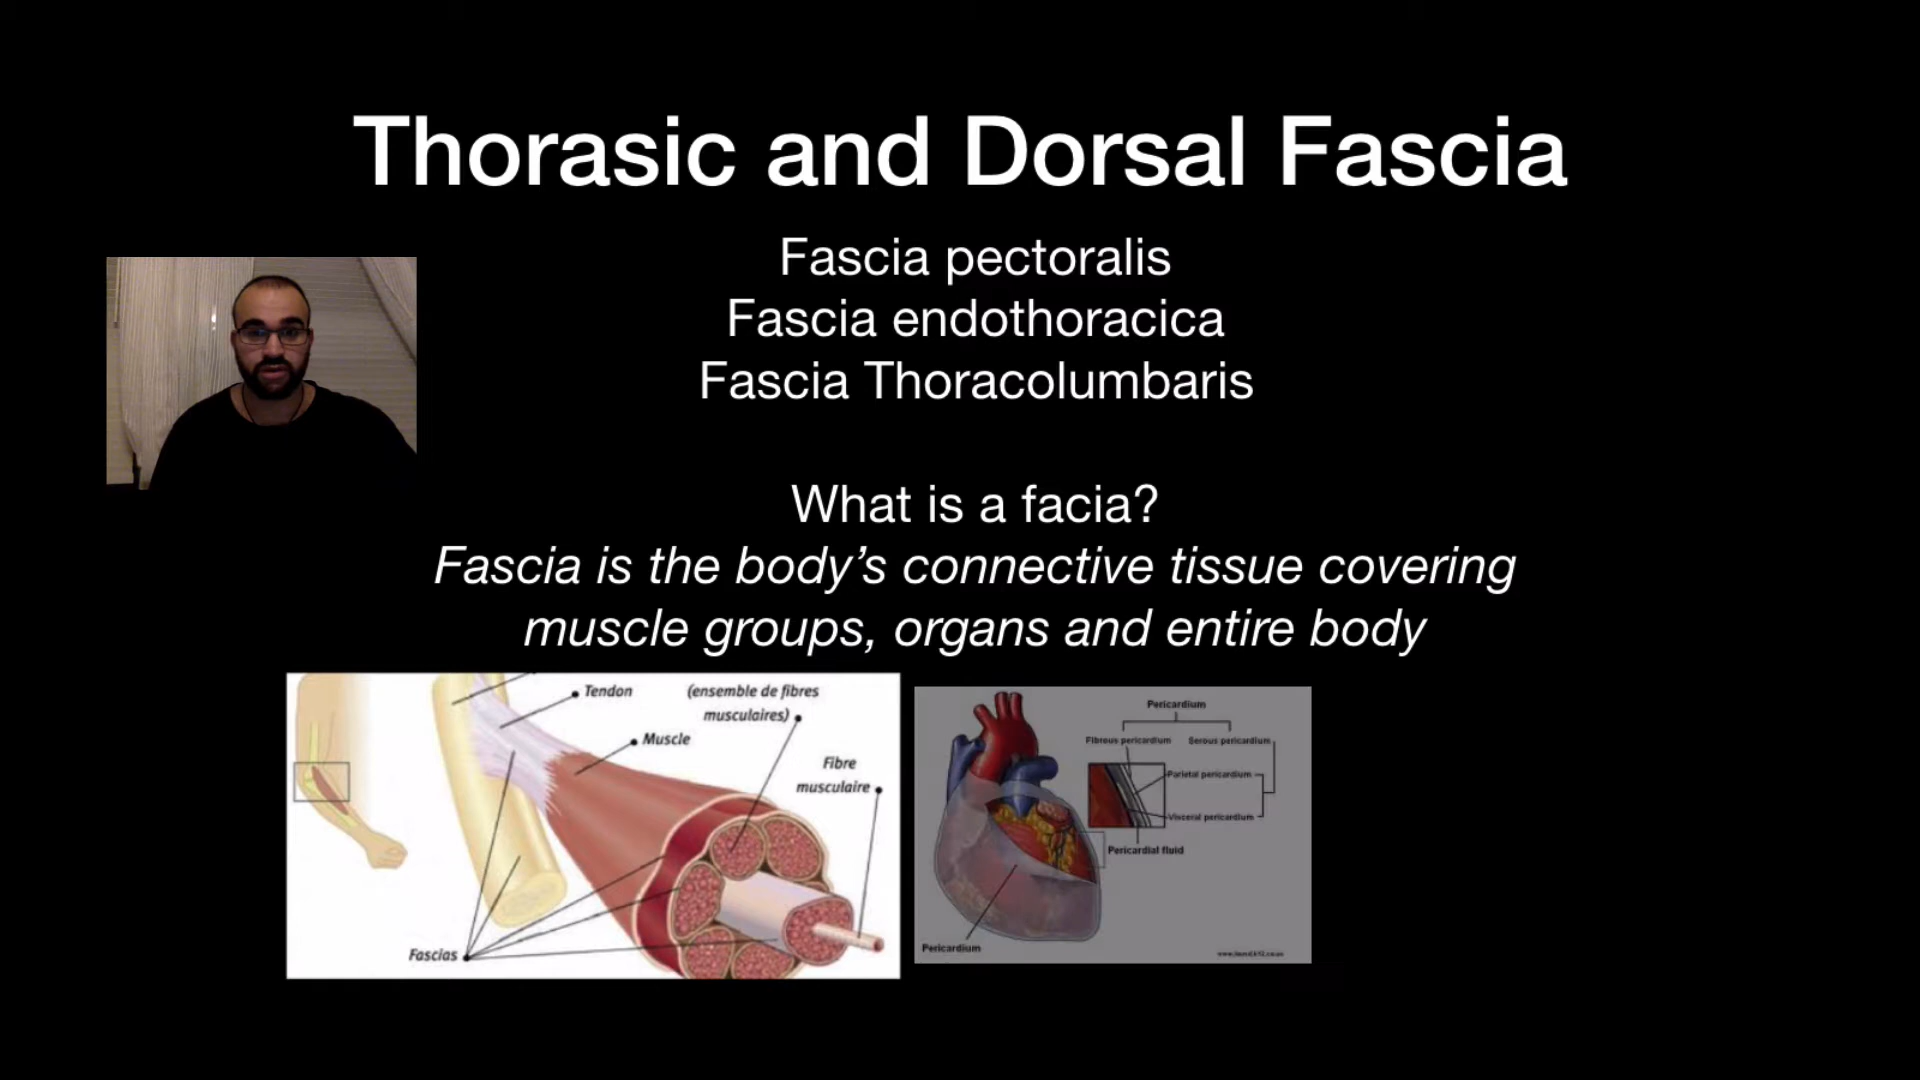 Thorasic and Dorsal Fascia
Fascia pectoralis
Fascia endothoracica
Fascia Thoracolumbaris
What is a facia?
Fascia is the body’s connective tissue covering
muscle groups, organs and entire body
Tendon
(ensemble de fibres
musculaires)
Muscle
Fibre
musculaire
Fascias
Pericardium
Fibrous pericardium
Serous pericardium
Parietal pericardium
Visceral pericardium
Pericardial fluid
Pericardium